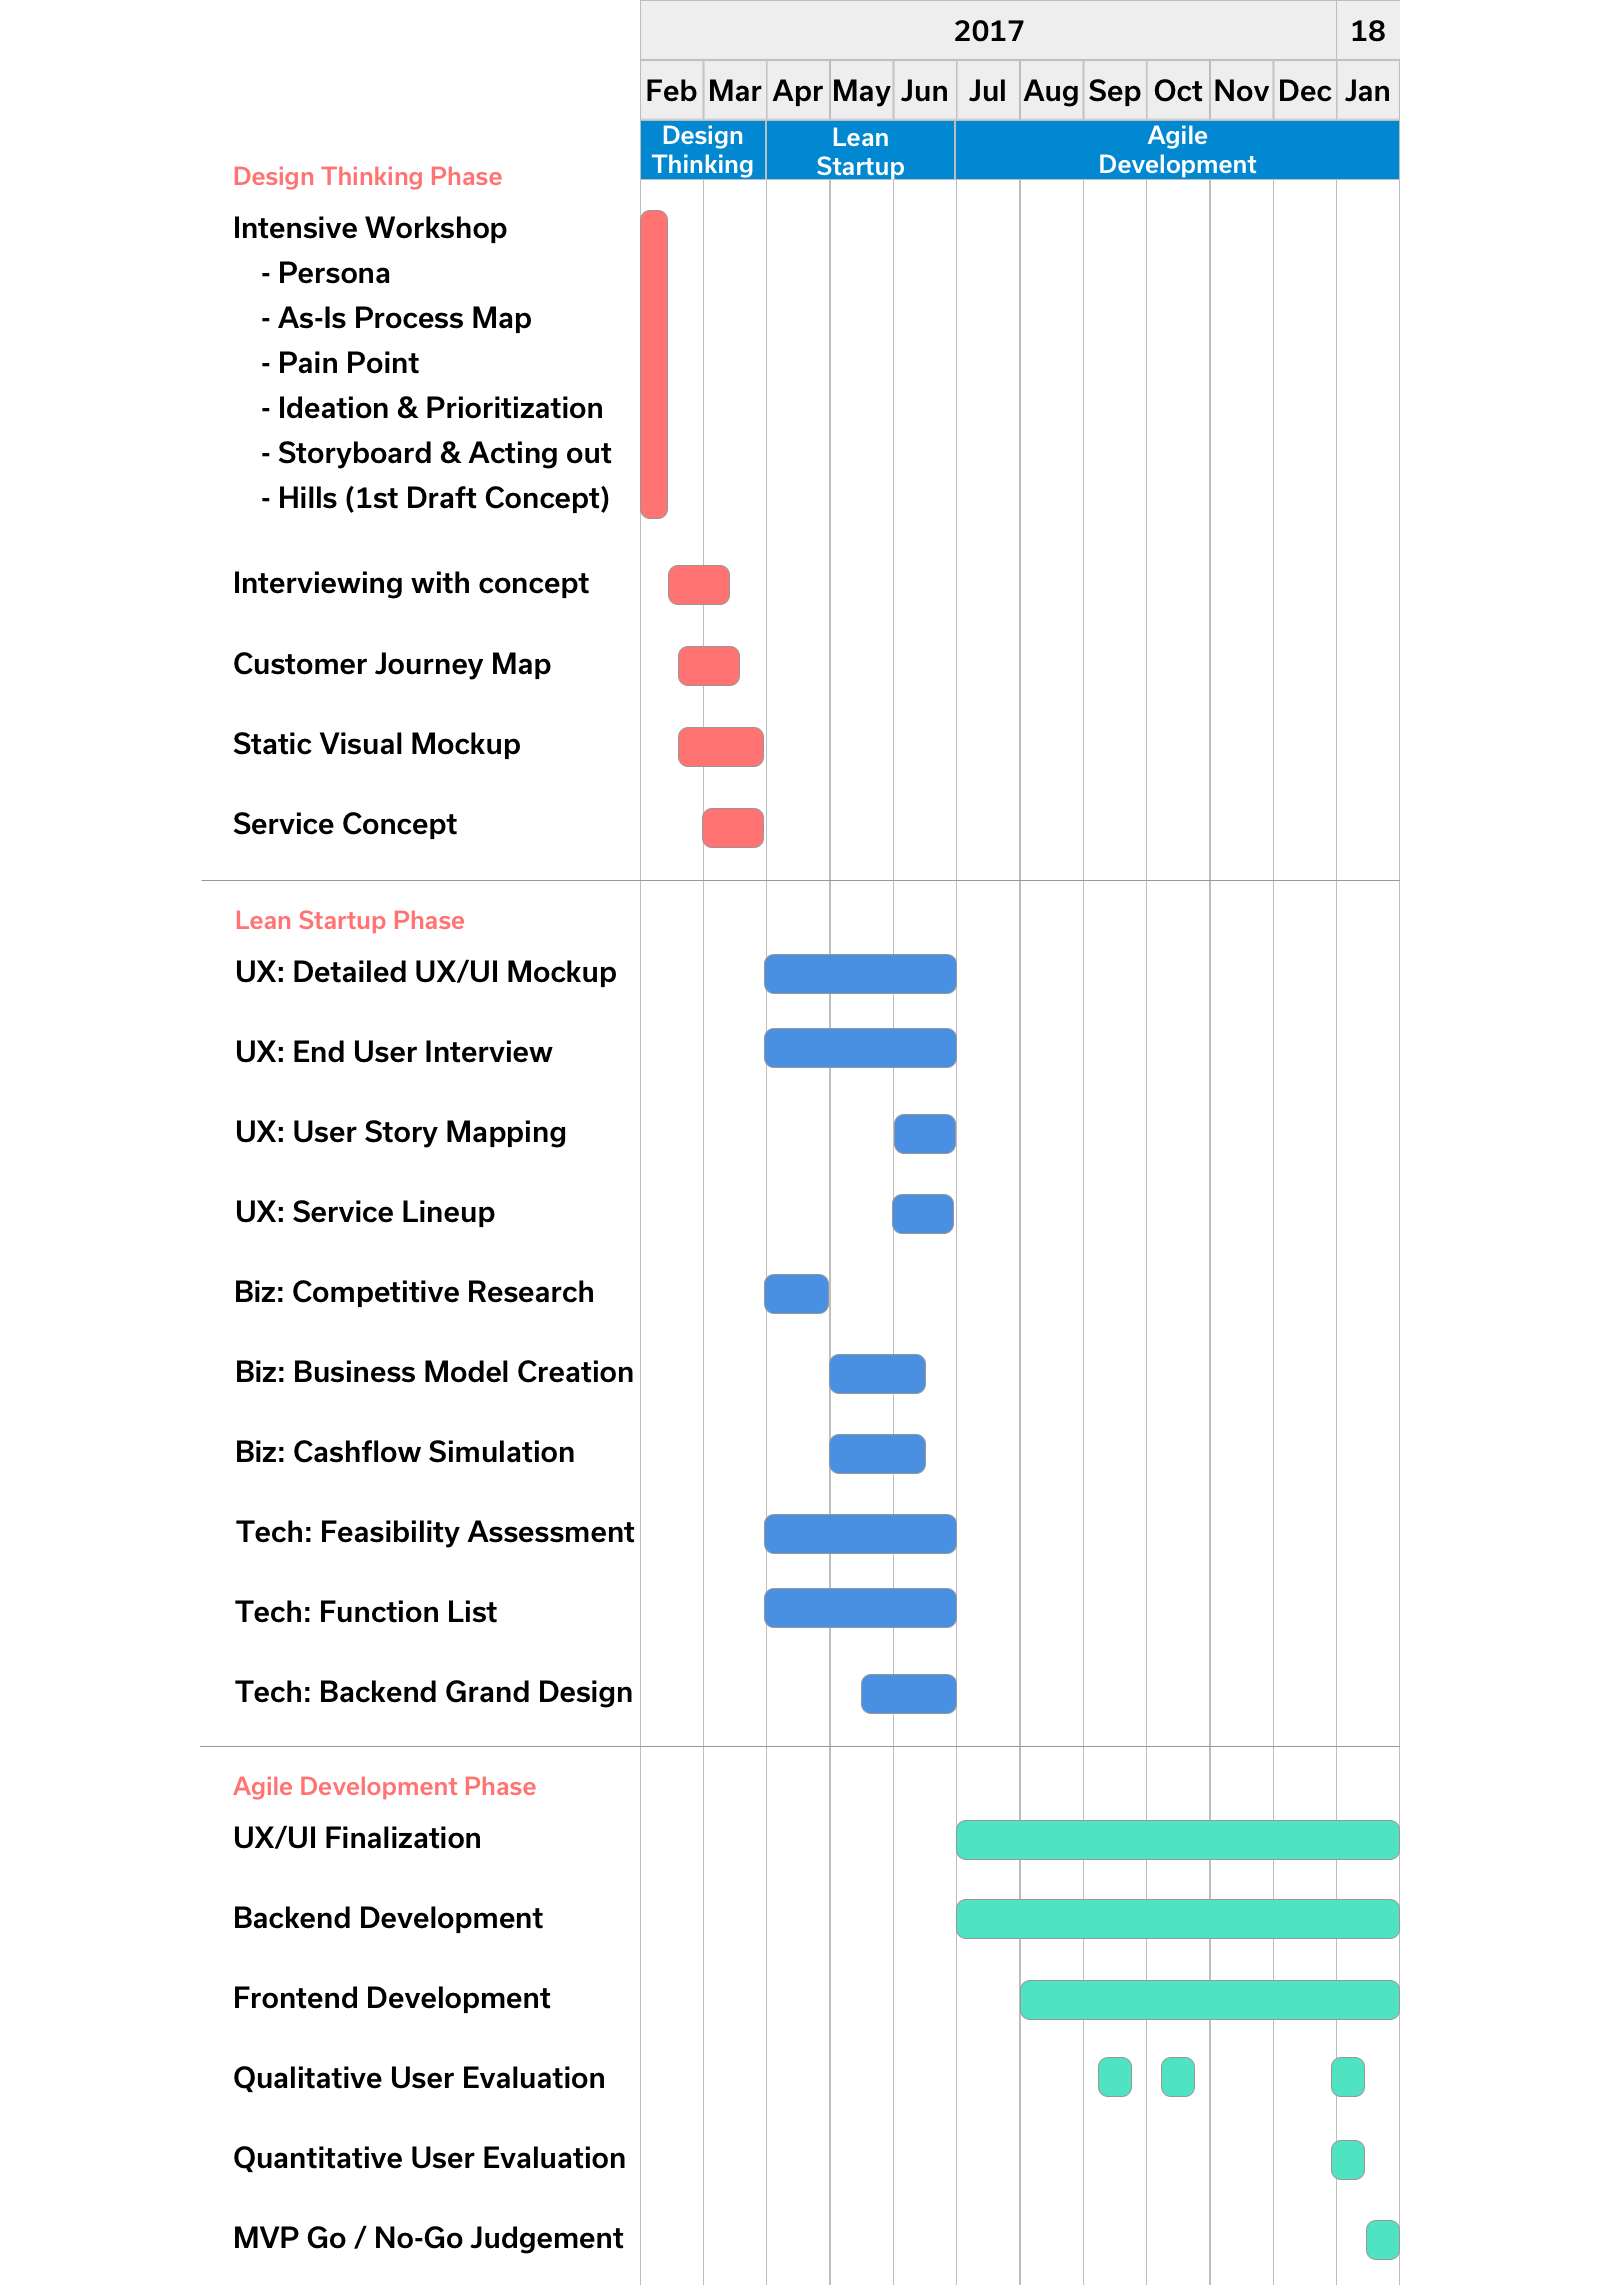 2017 18
Feb Mar Apr May Jun Jul Aug Sep Oct Nov Dec Jan
Design
Thinking
Lean
Startup
Agile
Development
Design Thinking Phase
Intensive Workshop
- Persona
- As-Is Process Map
- Pain Point
- Ideation & Prioritization
- Storyboard & Acting out
- Hills (1st Draft Concept)
Interviewing with concept
Customer Journey Map
Static Visual Mockup
Service Concept
Lean Startup Phase
UX: Detailed UX/UI Mockup
UX: End User Interview
UX: User Story Mapping
UX: Service Lineup
Biz: Competitive Research
Biz: Business Model Creation
Biz: Cashflow Simulation
Tech: Feasibility Assessment
Tech: Function List
Tech: Backend Grand Design
Agile Development Phase
UX/UI Finalization
Backend Development
Frontend Development
Qualitative User Evaluation
Quantitative User Evaluation
MVP Go / No-Go Judgement